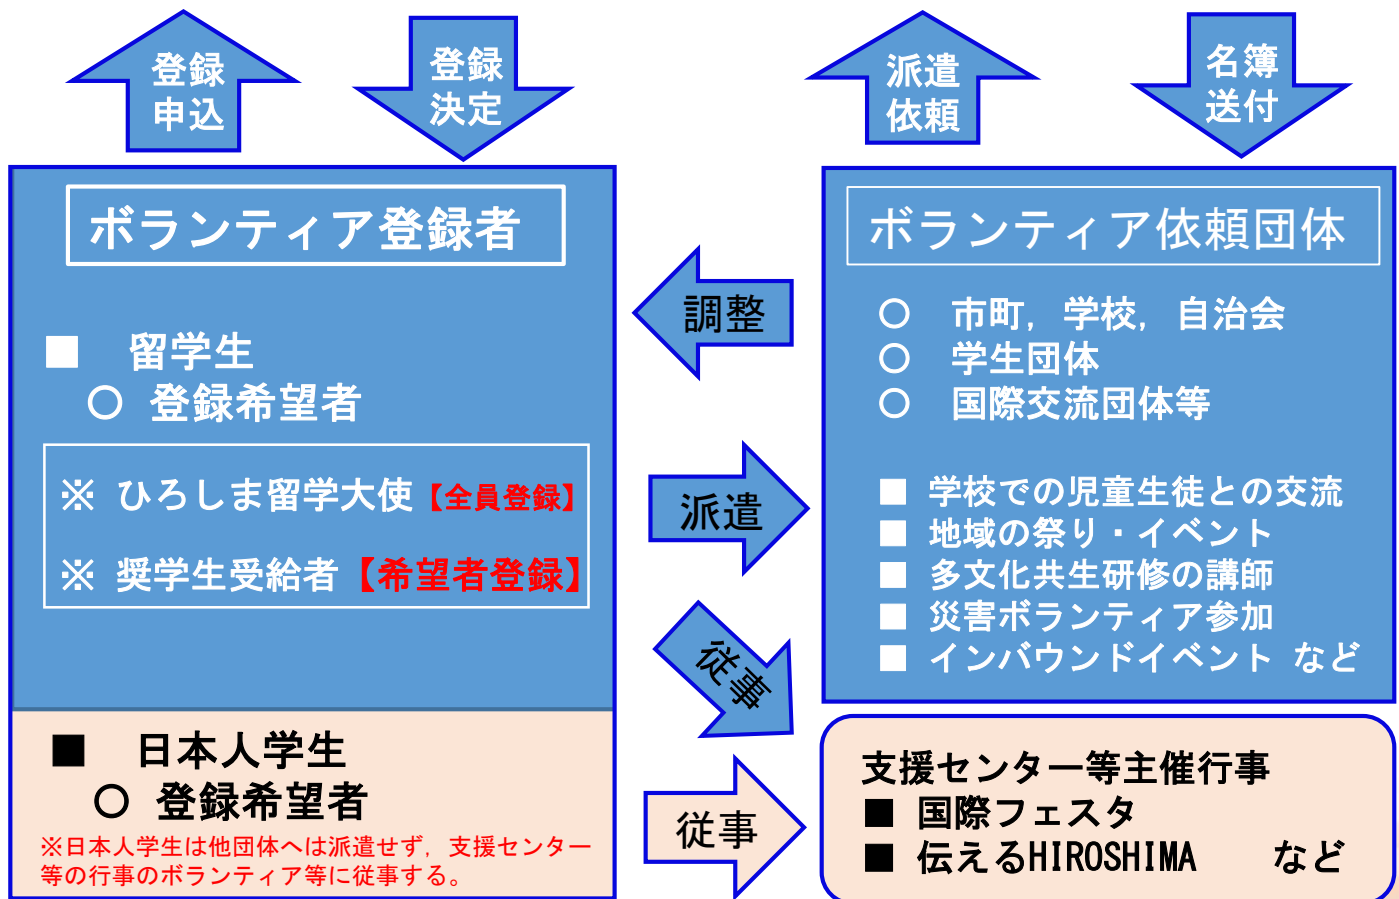 登録
申込
登録
決定
派遣
依頼
名簿
送付
ボランティア登録者
■ 留学生
○ 登録希望者
※ ひろしま留学大使【全員登録】
※ 奨学生受給者【希望者登録】
■ 日本人学生
○ 登録希望者
※日本人学生は他団体へは派遣せず，支援センター
等の行事のボランティア等に従事する。
調整
派遣
従事
従事
ボランティア依頼団体
○ 市町，学校，自治会
○ 学生団体
○ 国際交流団体等
■ 学校での児童生徒との交流
■ 地域の祭り・イベント
■ 多文化共生研修の講師
■ 災害ボランティア参加
■ インバウンドイベント など
支援センター等主催行事
■ 国際フェスタ
■ 伝えるHIROSHIMA など